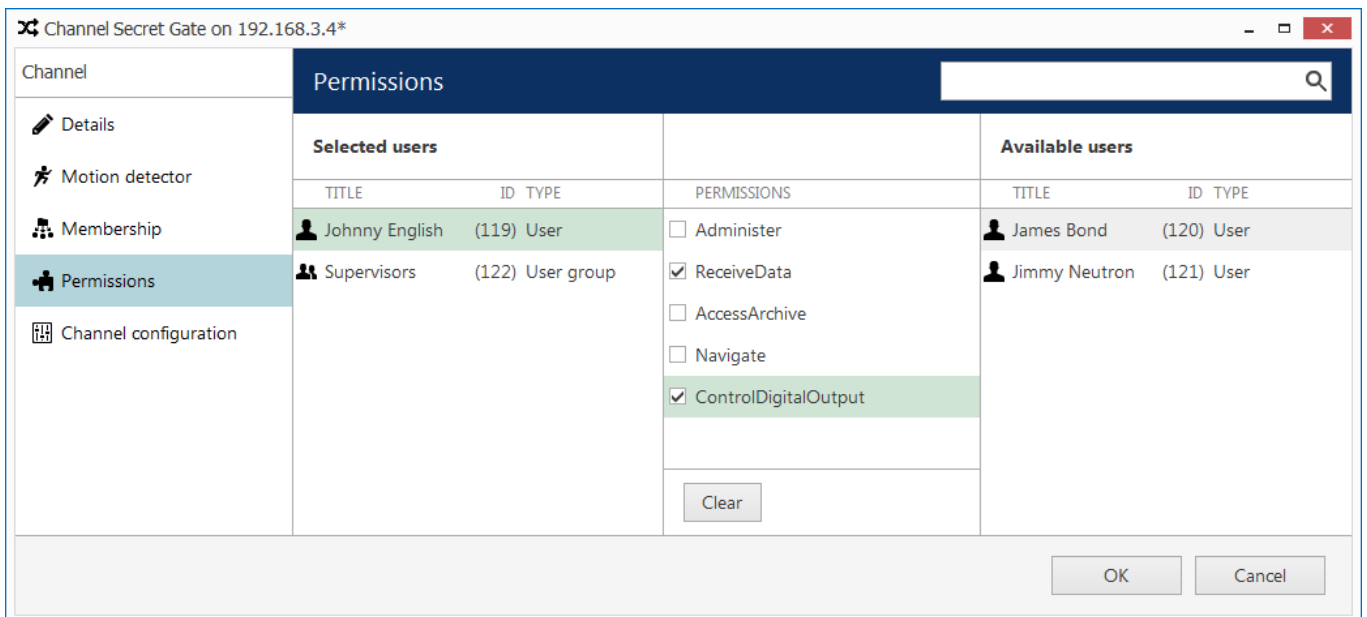 Channel Secret Gate on 192.168.3.4*
Channel
Permissions
Details
Motion detector
Membership
Permissions
Channel configuration
Selected users
Available users
TITLE ID TYPE
PERMISSIONS
TITLE ID TYPE
Johnny English (119) User
Supervisors (122) User group
Administer
ReceiveData
AccessArchive
Navigate
ControlDigitalOutput
Clear
James Bond (120) User
Jimmy Neutron (121) User
OK
Cancel